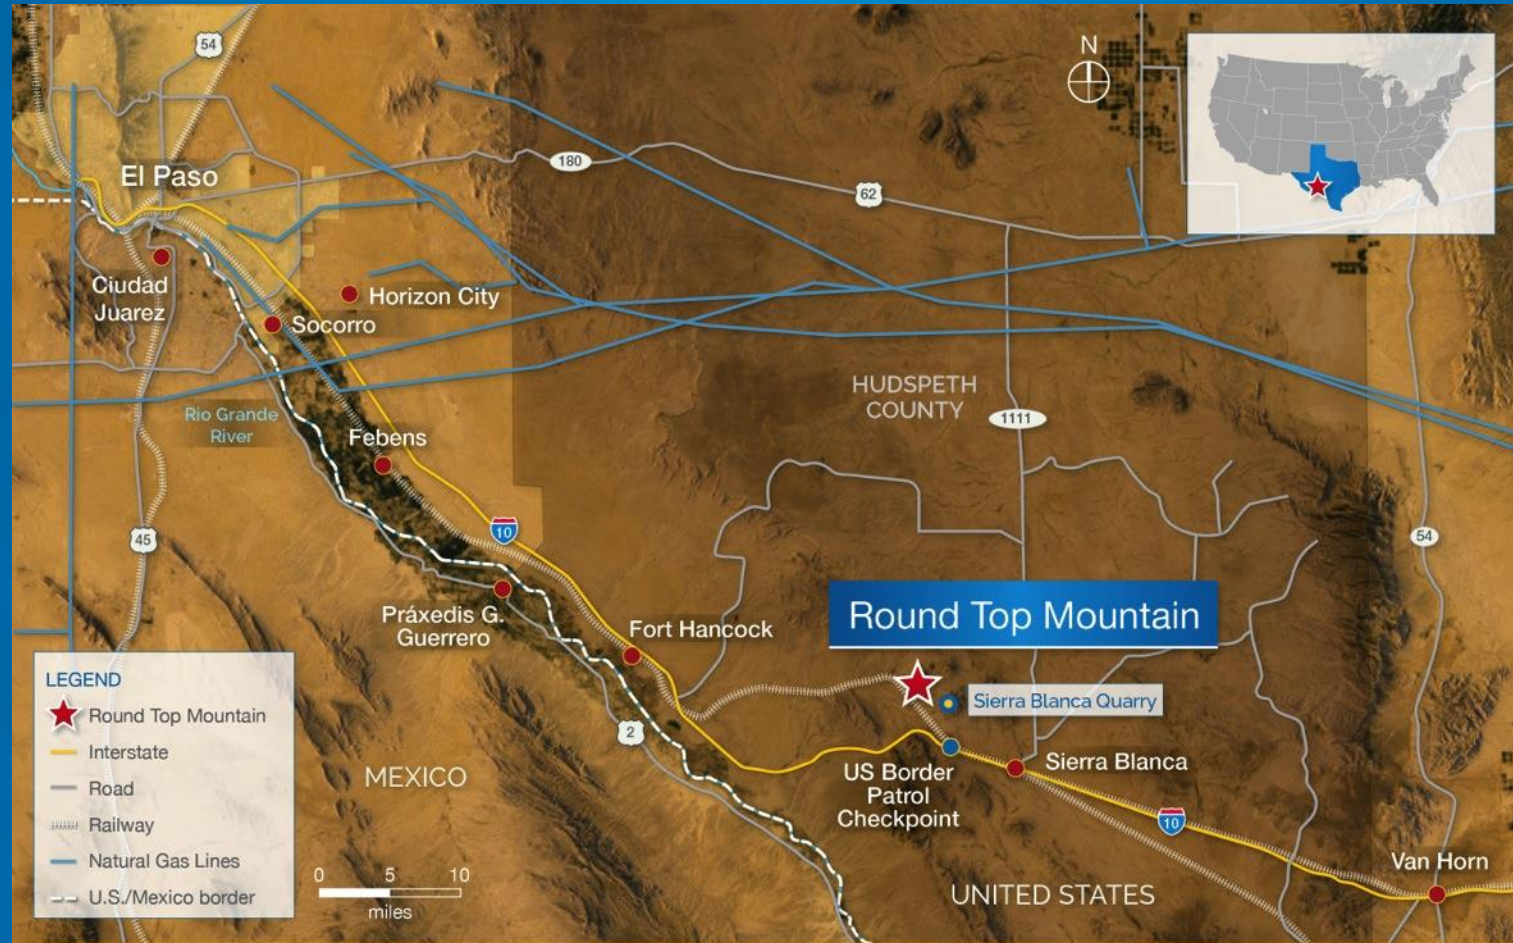 54
N
El Paso
180
62
Ciudad
Juarez
Horizon City
Socorro
Rio Grande
River
HUDSPETH
COUNTY
1111
Febens
10
45
54
Práxedis G.
Guerrero
Fort Hancock
Round Top Mountain
Sierra Blanca Quarry
2
MEXICO
US Border
Patrol
Checkpoint
Sierra Blanca
10
Van Horn
UNITED STATES
LEGEND
Round Top Mountain
Interstate
Road
Railway
Natural Gas Lines
U.S./Mexico border
0 5 10
miles